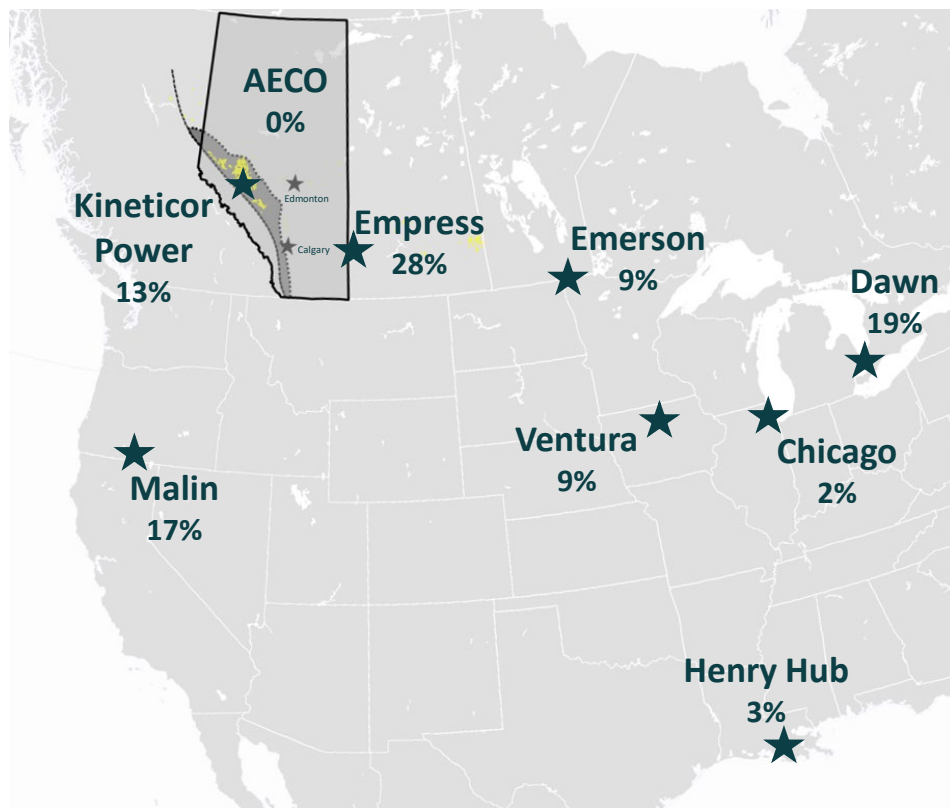 AECO
0%
Edmonton
Kineticor
Power
13%
Calgary
Empress
28%
Emerson
9%
Dawn
19%
Ventura
9%
Chicago
2%
Malin
17%
Henry Hub
3%